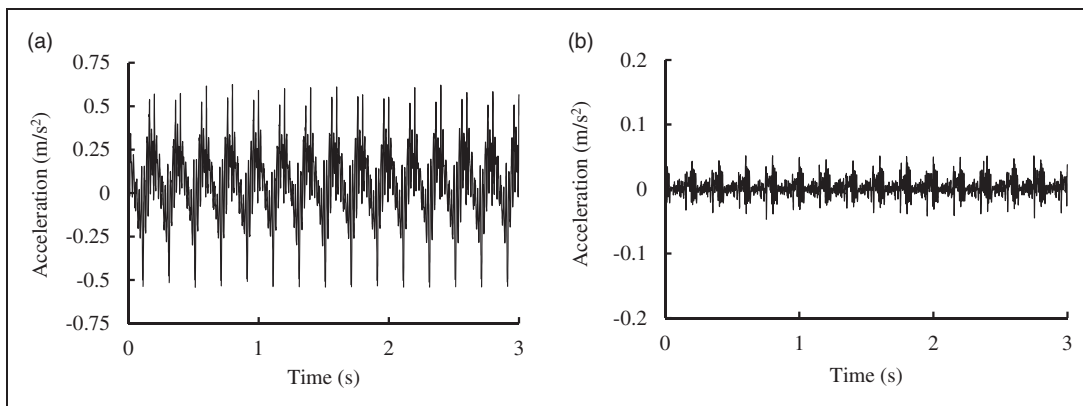 (a)
0.75
0.5
0.25
0
-0.25
-0.5
-0.75
Acceleration (m/s²)
0 1 2 3
Time (s)
(b)
0.2
0.1
0
-0.1
-0.2
Acceleration (m/s²)
0 1 2 3
Time (s)